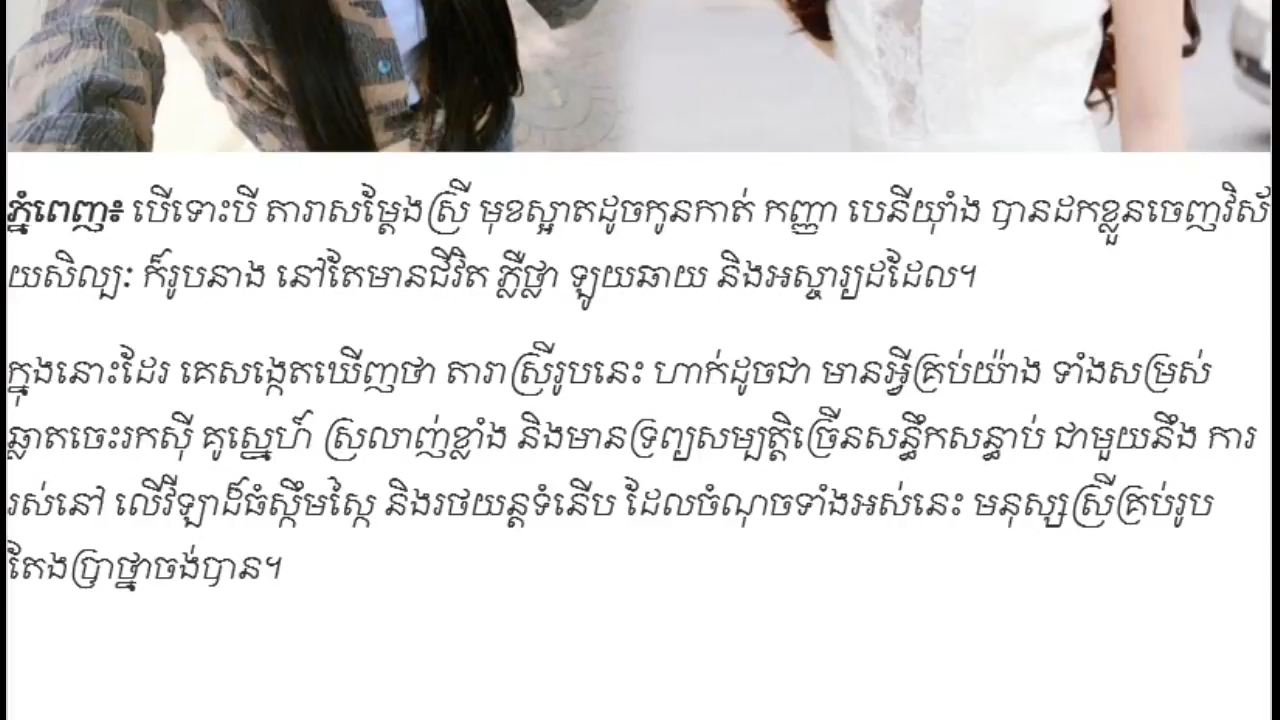 ភ្នំពេញ៖ បើទោះបី តារាសម្ដែងស្រី មុខស្អាតដូចកូនកាត់ កញ្ញា បេនីយ៉ាំង បានដកខ្លួនចេញវិស័
យសិល្បៈ ក៏រូបនាង នៅតែមានជីវិត ភ្លឺថ្លា ឡូយឆាយ និងអស្ចារ្យដដែល។
ក្នុងនោះដែរ គេសង្កេតឃើញថា តារាស្រីរូបនេះ ហាក់ដូចជា មានអ្វីគ្រប់យ៉ាង ទាំងសម្រស់
ឆ្លាតចេះរកស៊ី គូស្នេហ៍ ស្រលាញ់ខ្លាំង និងមានទ្រព្យសម្បត្តិច្រើនសន្ធឹកសន្ធាប់ ជាមួយនឹង ការ
រស់នៅ លើវីឡាដ៏ធំស្កឹមស្កៃ និងរថយន្តទំនើប ដែលចំណុចទាំងអស់នេះ មនុស្សស្រីគ្រប់រូប
តែងប្រាថ្នាចង់បាន។